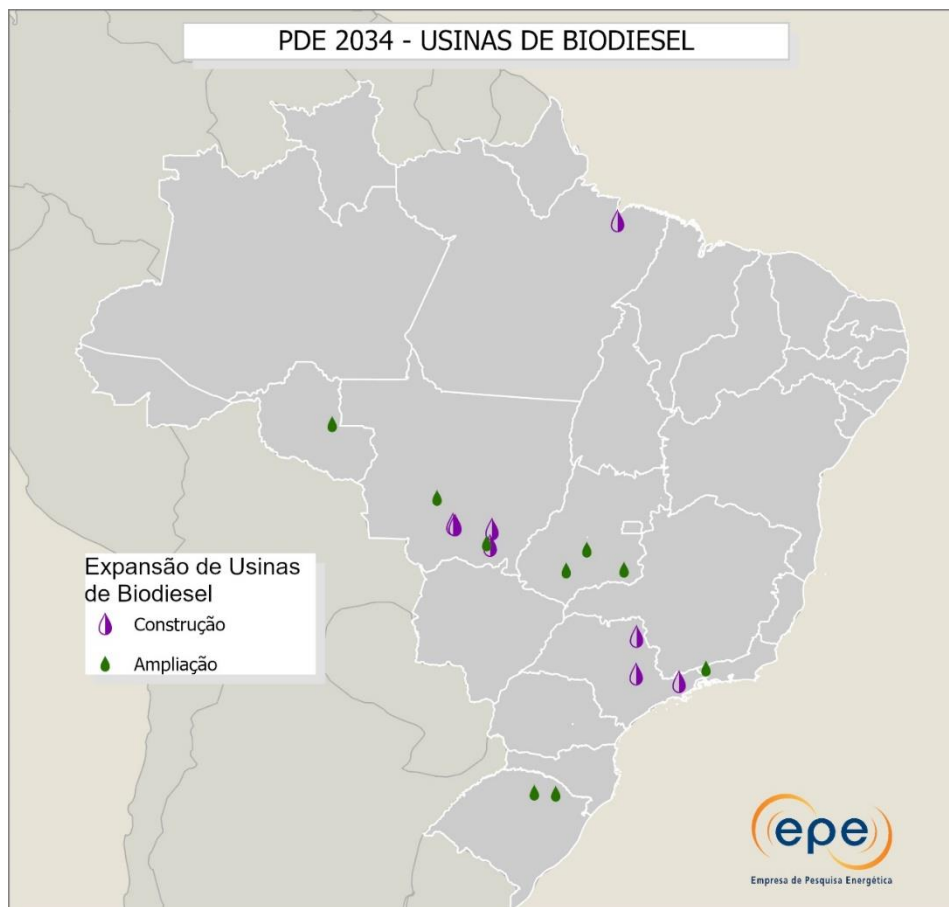 PDE 2034 - USINAS DE BIODIESEL
Expansão de Usinas
de Biodiesel
Construção
Ampliação
epe
Empresa de Pesquisa Energética